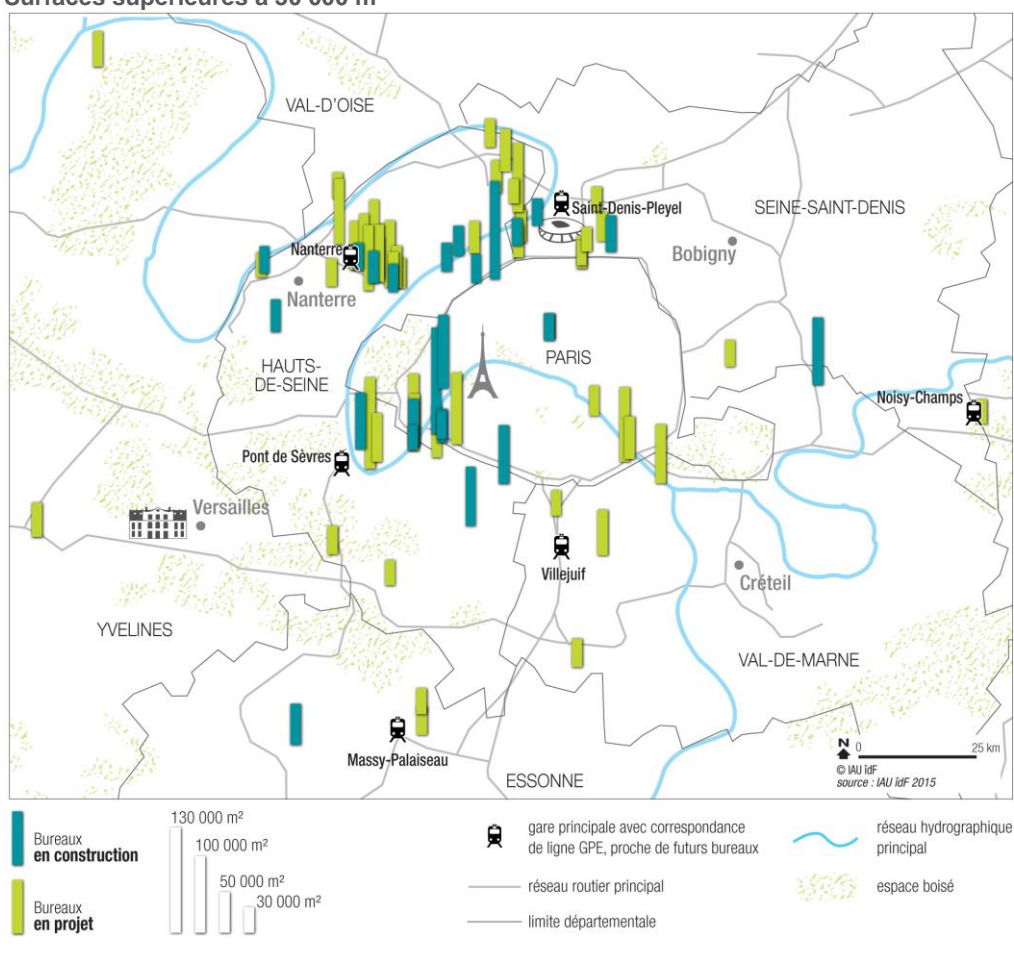 Surfaces supérieures à 30 000 m²
VAL-D'OISE
Saint-Denis-Pleyel
SEINE-SAINT-DENIS
Nanterre
Bobigny
Nanterre
HAUTS-
DE-SEINE
PARIS
Noisy-Champs
Pont de Sèvres
Versailles
Villejuif
Créteil
YVELINES
VAL-DE-MARNE
Massy-Palaiseau
ESSONNE
N 0 25 km
© IAU îdF
source : IAU îdF 2015
Bureaux
en construction
Bureaux
en projet
130 000 m²
100 000 m²
50 000 m²
30 000 m²
gare principale avec correspondance
de ligne GPE, proche de futurs bureaux
réseau routier principal
limite départementale
réseau hydrographique
principal
espace boisé